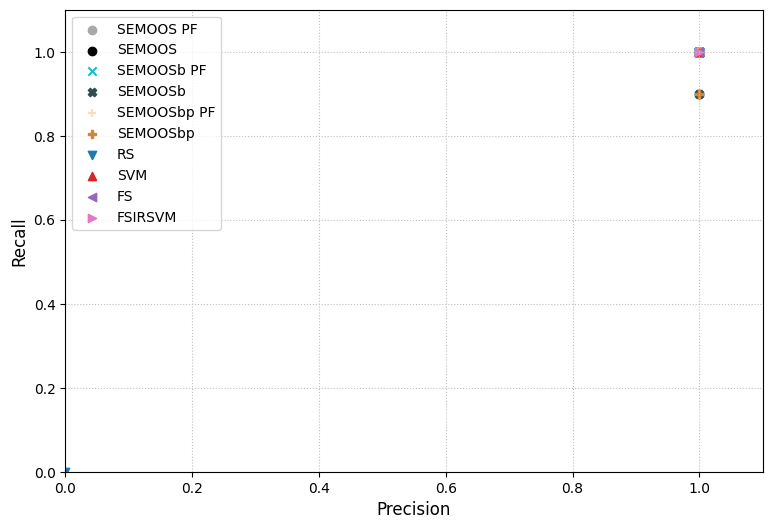 SEMOOS PF
SEMOOS
SEMOOSb PF
SEMOOSb
SEMOOSbp PF
SEMOOSbp
RS
SVM
FS
FSIRSVM
1.0
0.8
0.6
0.4
0.2
0.0
Recall
0.0 0.2 0.4 0.6 0.8 1.0
Precision